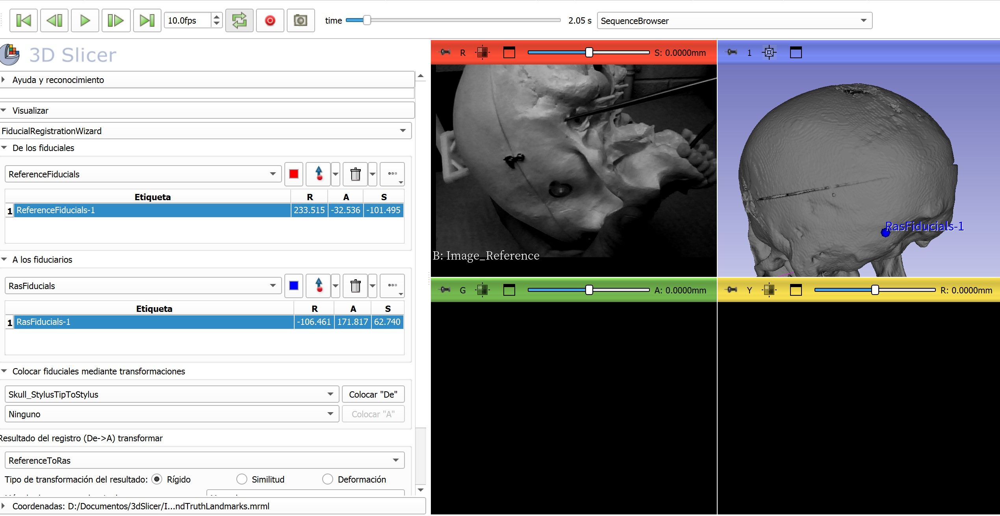 10.0fps
time
2.05 s
SequenceBrowser
3D Slicer
Ayuda y reconocimiento
Visualizar
FiducialRegistrationWizard
De los fiduciales
ReferenceFiducials
Etiqueta R A S
1 ReferenceFiducials-1 233.515 -32.536 -101.495
A los fiduciarios
RasFiducials
Etiqueta R A S
1 RasFiducials-1 -106.461 171.817 62.740
Colocar fiduciales mediante transformaciones
Skull_StylusTipToStylus Colocar "De"
Ninguno Colocar "A"
Resultado del registro (De->A) transformar
ReferenceToRas
Tipo de transformación del resultado: Rígido Similitud Deformación
Coordenadas: D:/Documentos/3dSlicer/I...ndTruthLandmarks.mrml
R S: 0.0000mm
B: Image_Reference
1
RasFiducials-1
G A: 0.0000mm
Y R: 0.0000mm